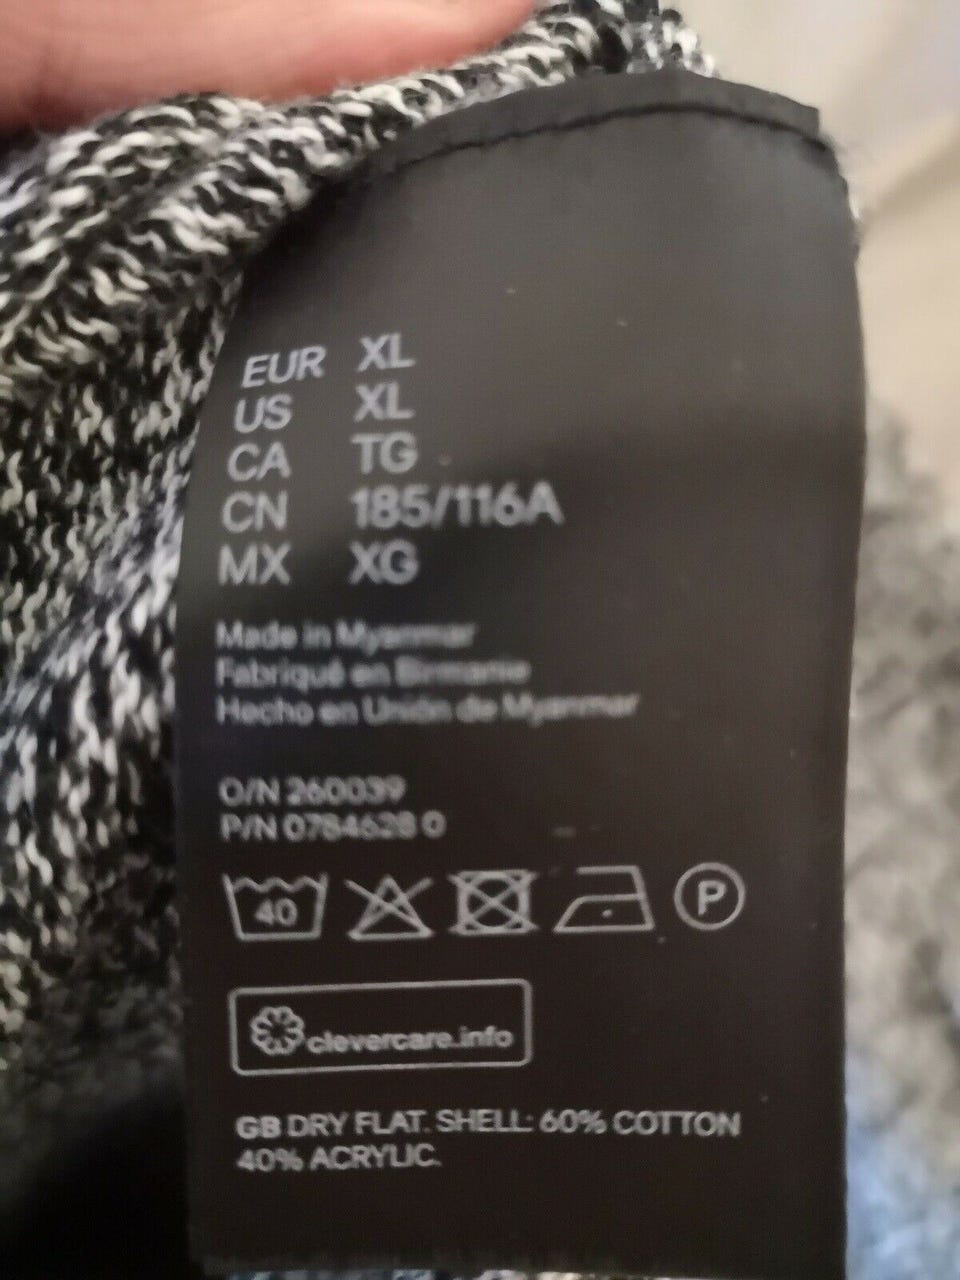 EUR XL
US XL
CA TG
CN 185/116A
MX XG
Made in Myanmar
Fabriqué en Birmanie
Hecho en Unión de Myanmar
O/N 260039
P/N 0784628 0
40
P
clevercare.info
GB DRY FLAT. SHELL: 60% COTTON
40% ACRYLIC.